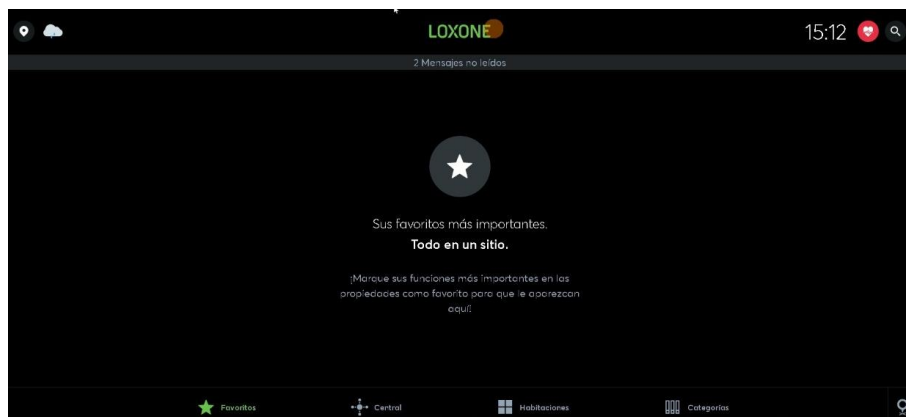 LOXONE
15:12
2 Mensajes no leídos
Sus favoritos más importantes.
Todo en un sitio.
¡Marque sus funciones más importantes en las
propiedades como favorito para que le aparezcan
aquí!
Favoritos
Central
Habitaciones
Categorías